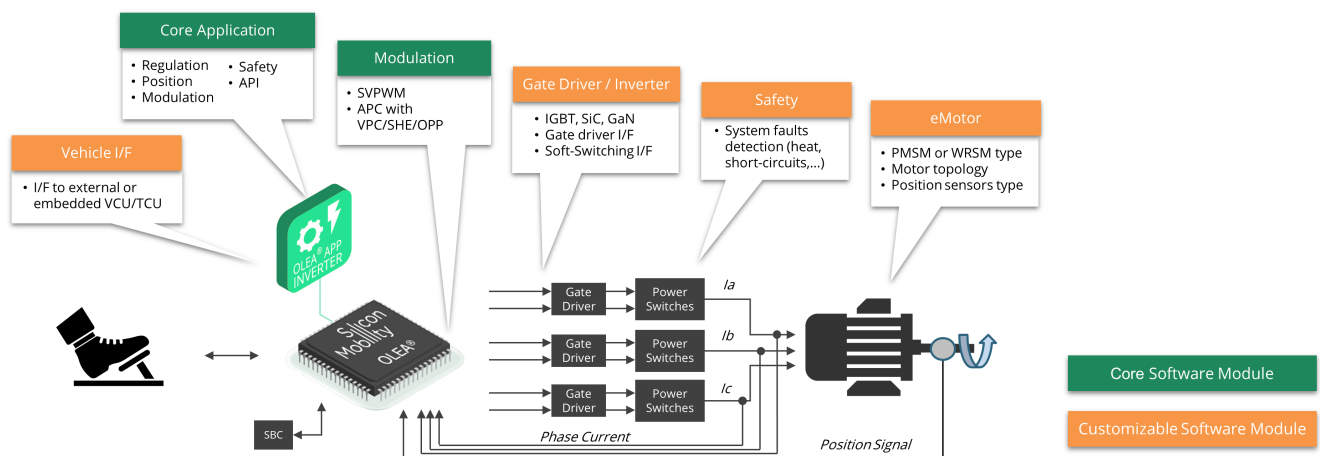 Core Application
• Regulation
• Position
• Modulation
• Safety
• API
Modulation
• SVPWM
• APC with
VPC/SHE/OPP
Gate Driver / Inverter
• IGBT, SiC, GaN
• Gate driver I/F
• Soft-Switching I/F
Safety
• System faults
detection (heat,
short-circuits,...)
eMotor
• PMSM or WRSM type
• Motor topology
• Position sensors type
Vehicle I/F
• I/F to external or
embedded VCU/TCU
OLEA® APP
INVERTER
Silicon
Mobility
OLEA®
SBC
Gate
Driver
Power
Switches
Ia
Gate
Driver
Power
Switches
Ib
Gate
Driver
Power
Switches
Ic
Phase Current
Position Signal
Core Software Module
Customizable Software Module